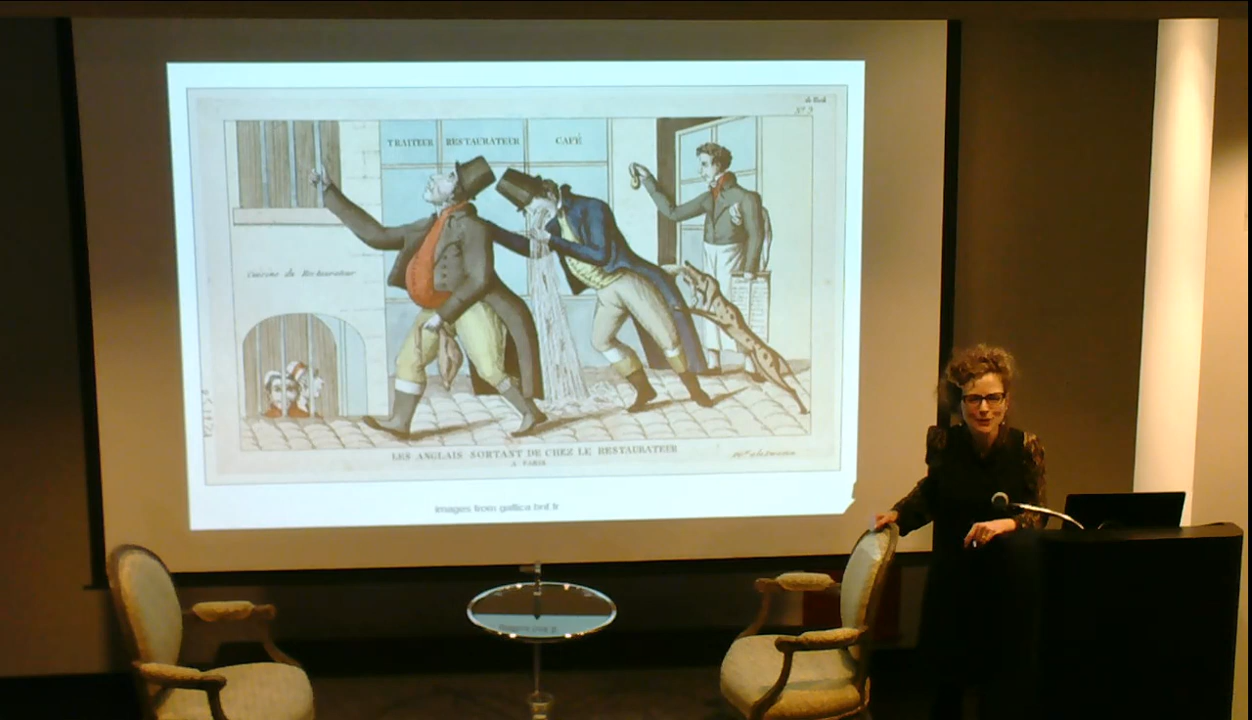 N° 9
TRAITEUR RESTAURATEUR CAFÉ
Cuisine du Restaurateur
LES ANGLAIS SORTANT DE CHEZ LE RESTAURATEUR
A PARIS
images from gallica.bnf.fr